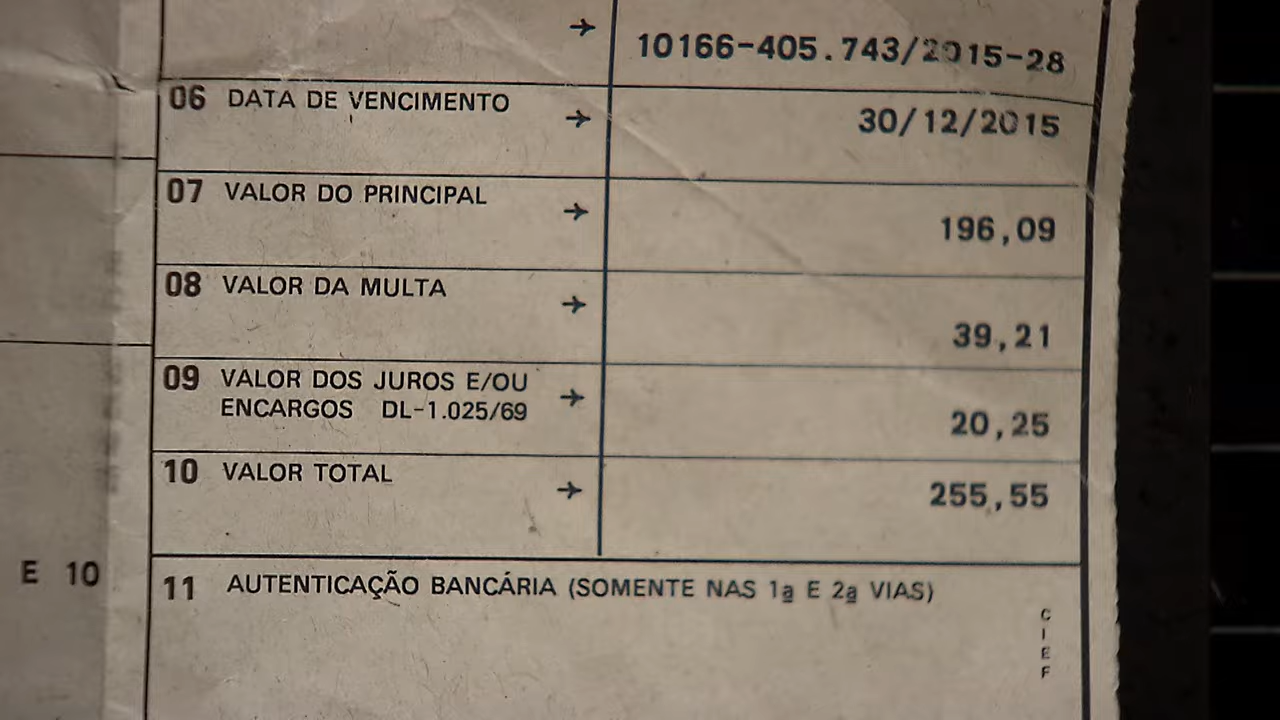 → 10166-405.743/2015-28
06 DATA DE VENCIMENTO → 30/12/2015
07 VALOR DO PRINCIPAL → 196,09
08 VALOR DA MULTA → 39,21
09 VALOR DOS JUROS E/OU
ENCARGOS DL-1.025/69 → 20,25
10 VALOR TOTAL → 255,55
E 10
11 AUTENTICAÇÃO BANCÁRIA (SOMENTE NAS 1ª E 2ª VIAS)
CIEF